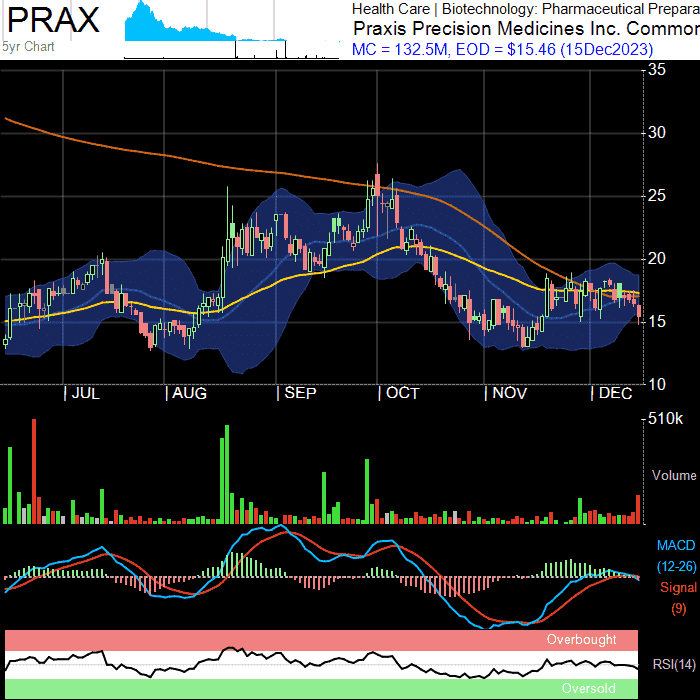 PRAX
Health Care | Biotechnology: Pharmaceutical Prepara
Praxis Precision Medicines Inc. Common
5yr Chart
MC = 132.5M, EOD = $15.46 (15Dec2023)
35
30
25
20
15
10
| JUL | AUG | SEP | OCT | NOV | DEC
510k
Volume
MACD
(12-26)
Signal
(9)
Overbought
RSI(14)
Oversold